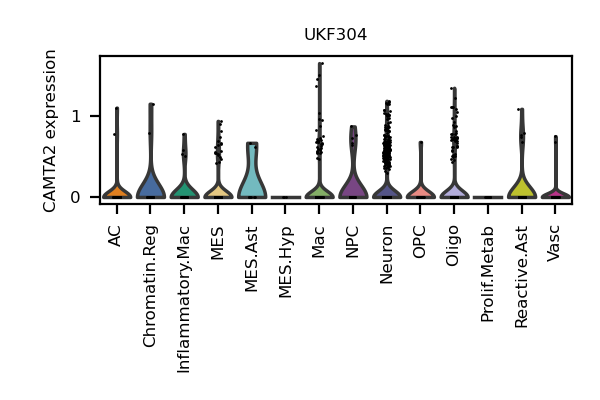 UKF304
CAMTA2 expression
1
0
AC
Chromatin.Reg
Inflammatory.Mac
MES
MES.Ast
MES.Hyp
Mac
NPC
Neuron
OPC
Oligo
Prolif.Metab
Reactive.Ast
Vasc